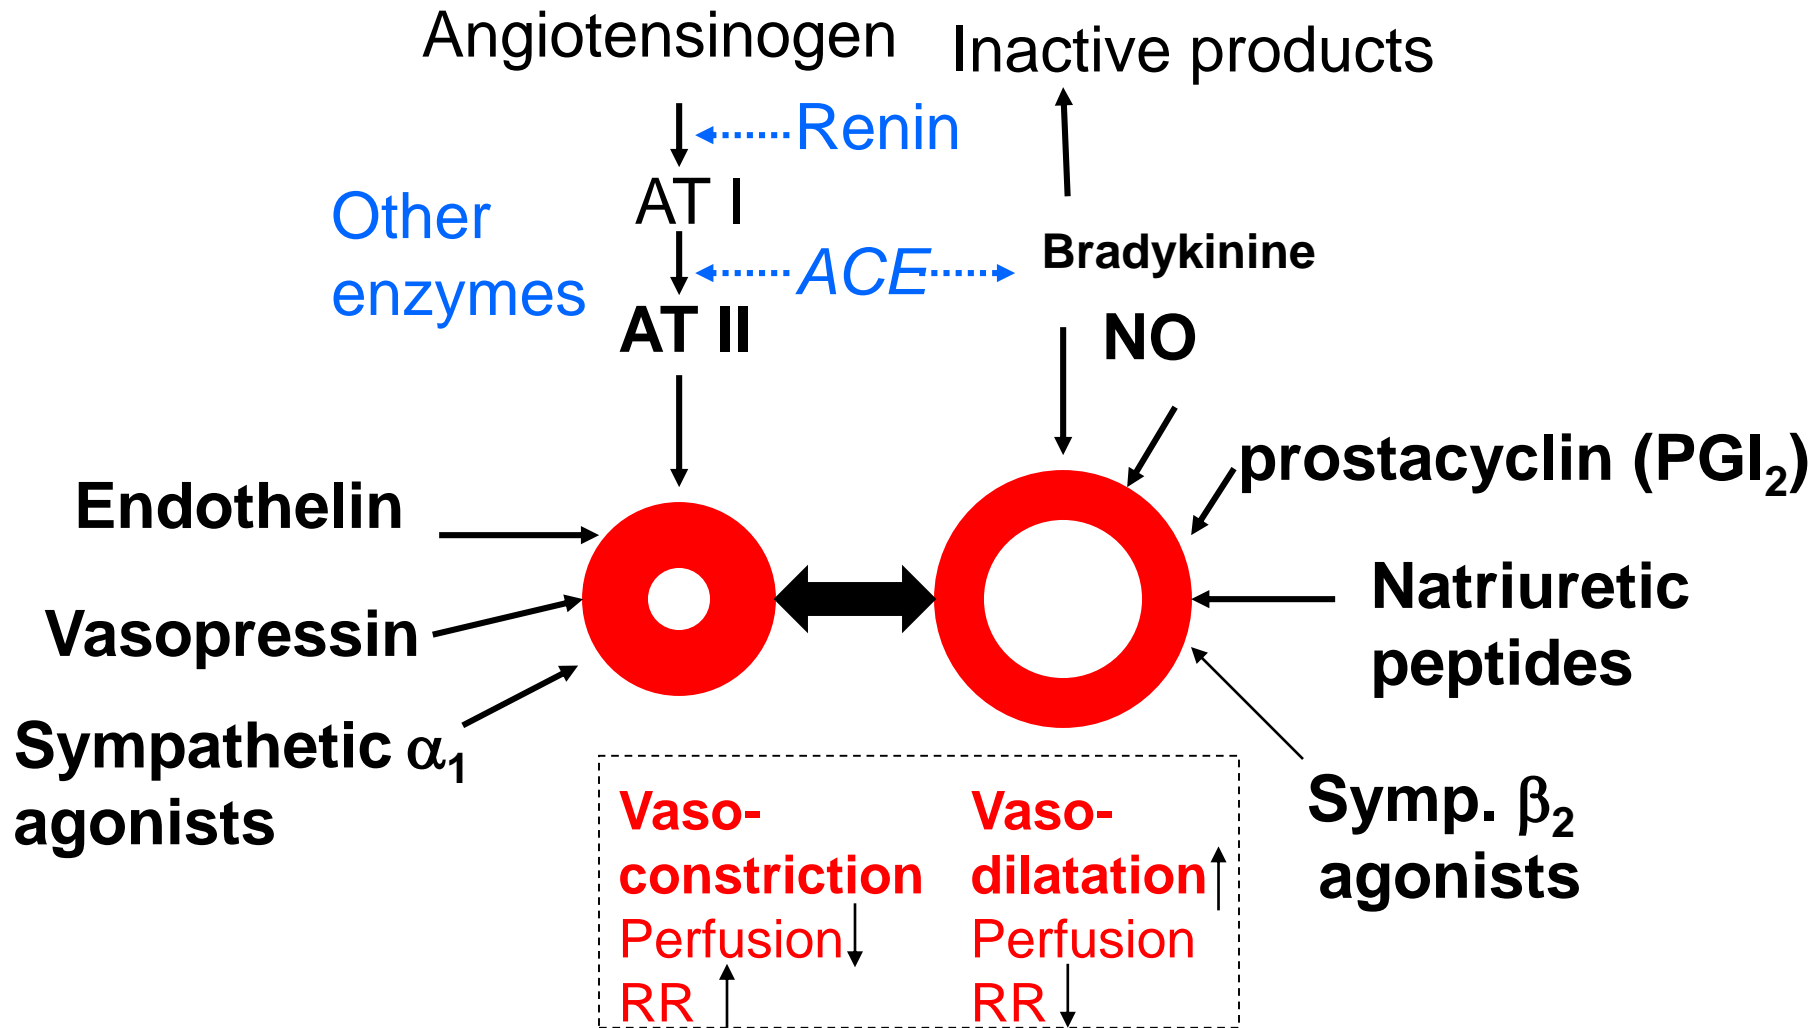 Angiotensinogen
Inactive products
Renin
AT I
Other
enzymes
ACE
Bradykinine
AT II
NO
prostacyclin (PGI₂)
Endothelin
Natriuretic
peptides
Vasopressin
Sympathetic α₁
agonists
Symp. β₂
agonists
Vaso-
constriction
Perfusion
RR
Vaso-
dilatation
Perfusion
RR